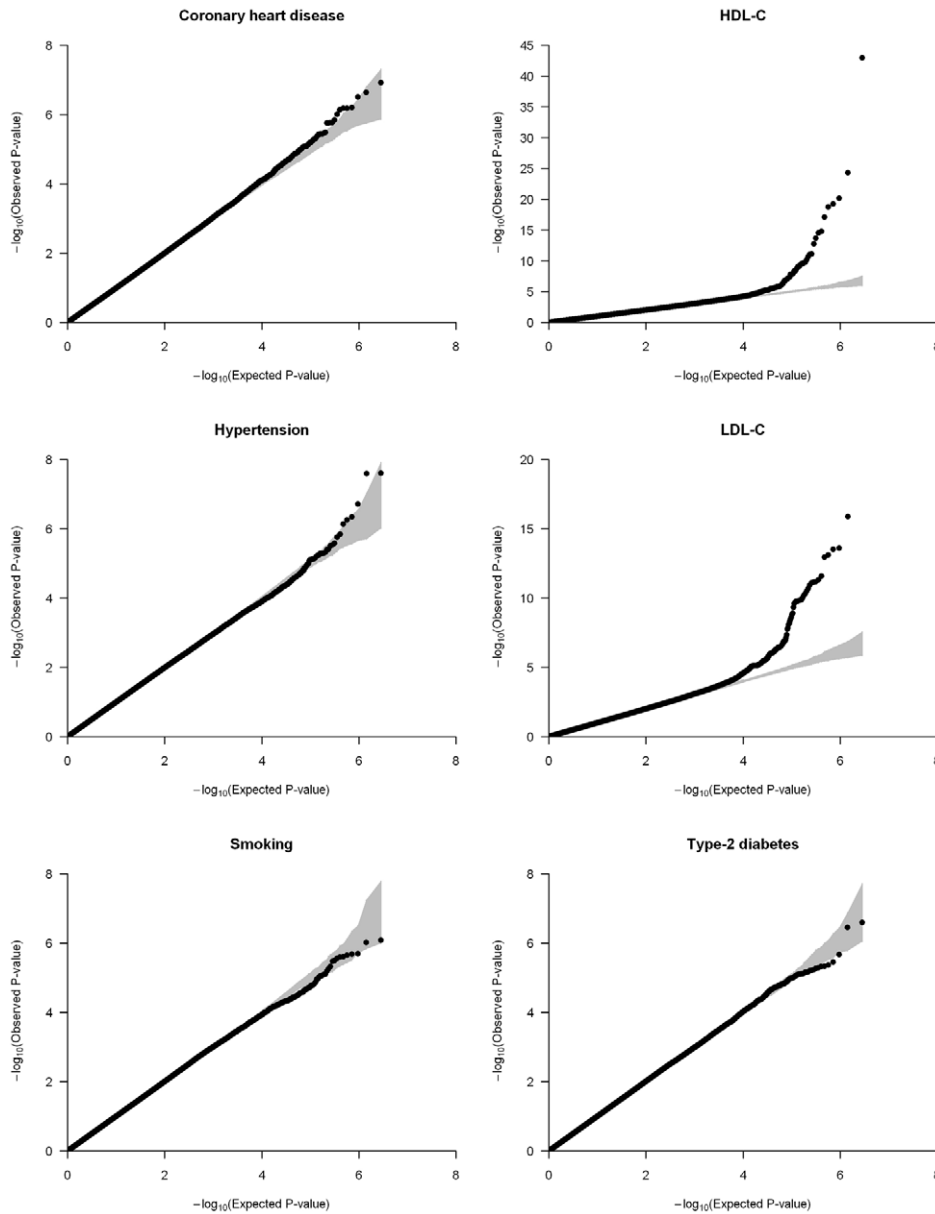 Coronary heart disease
8
6
4
2
0
−log10(Observed P-value)
0 2 4 6 8
−log10(Expected P-value)
HDL-C
45
40
35
30
25
20
15
10
5
0
−log10(Observed P-value)
0 2 4 6 8
−log10(Expected P-value)
Hypertension
8
6
4
2
0
−log10(Observed P-value)
0 2 4 6 8
−log10(Expected P-value)
LDL-C
20
15
10
5
0
−log10(Observed P-value)
0 2 4 6 8
−log10(Expected P-value)
Smoking
8
6
4
2
0
−log10(Observed P-value)
0 2 4 6 8
−log10(Expected P-value)
Type-2 diabetes
8
6
4
2
0
−log10(Observed P-value)
0 2 4 6 8
−log10(Expected P-value)